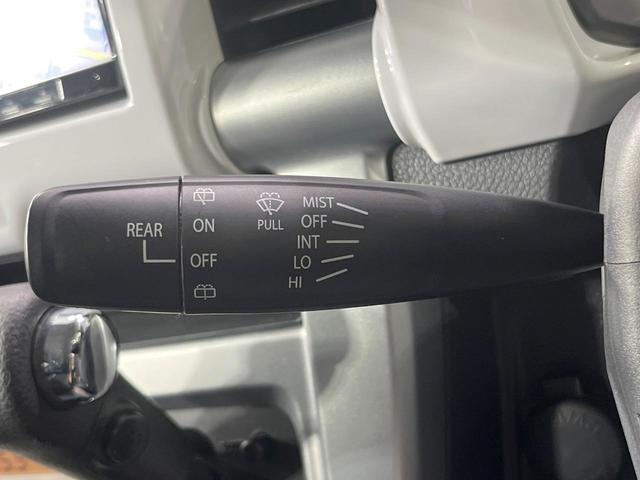 REAR
ON
OFF
PULL
MIST
OFF
INT
LO
HI